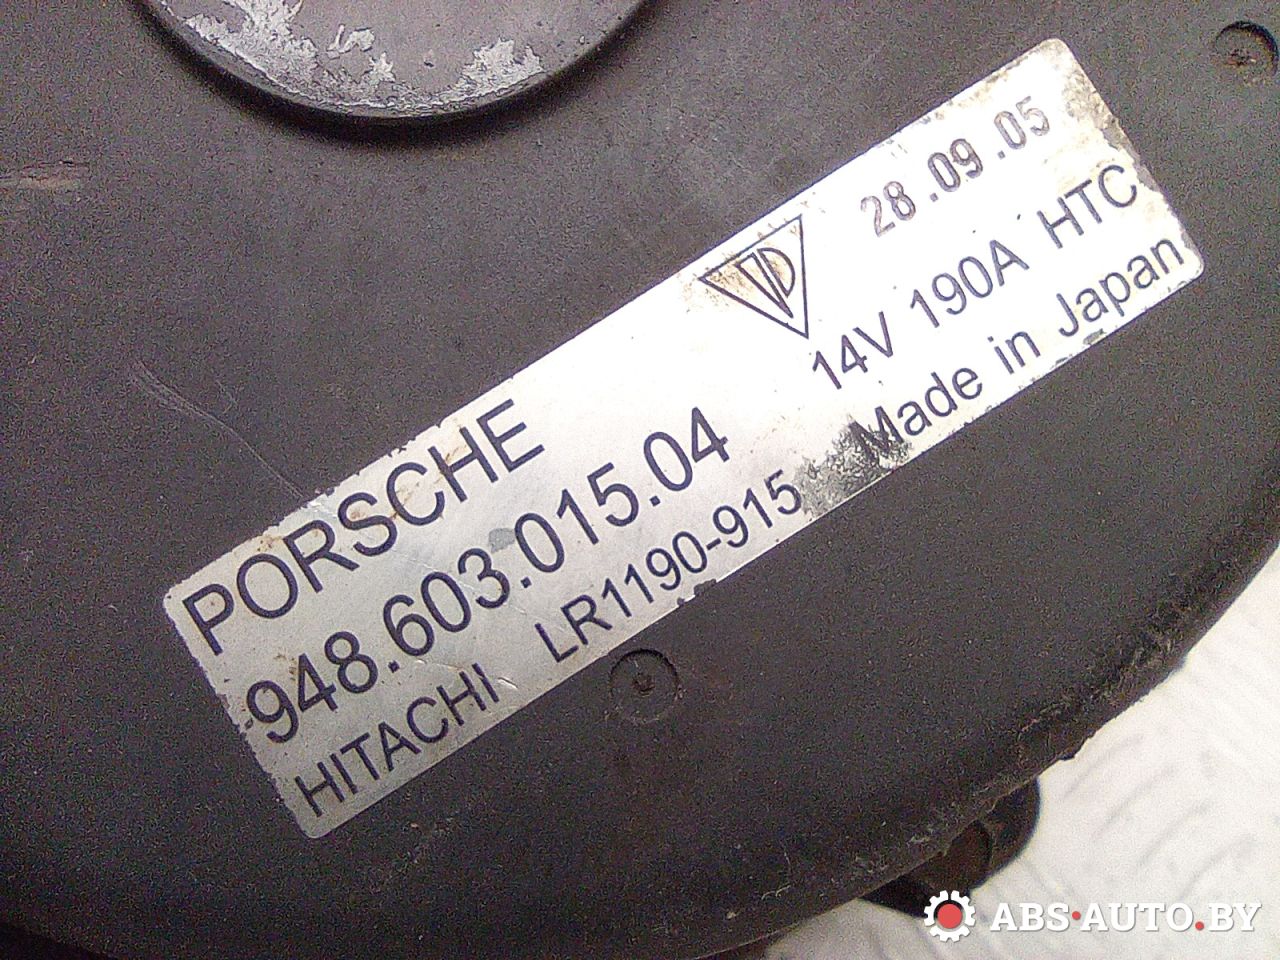 28.09.05
PORSCHE
14V 190A HTC
948.603.015.04
Made in Japan
HITACHI LR1190-915
ABS·AUTO.BY